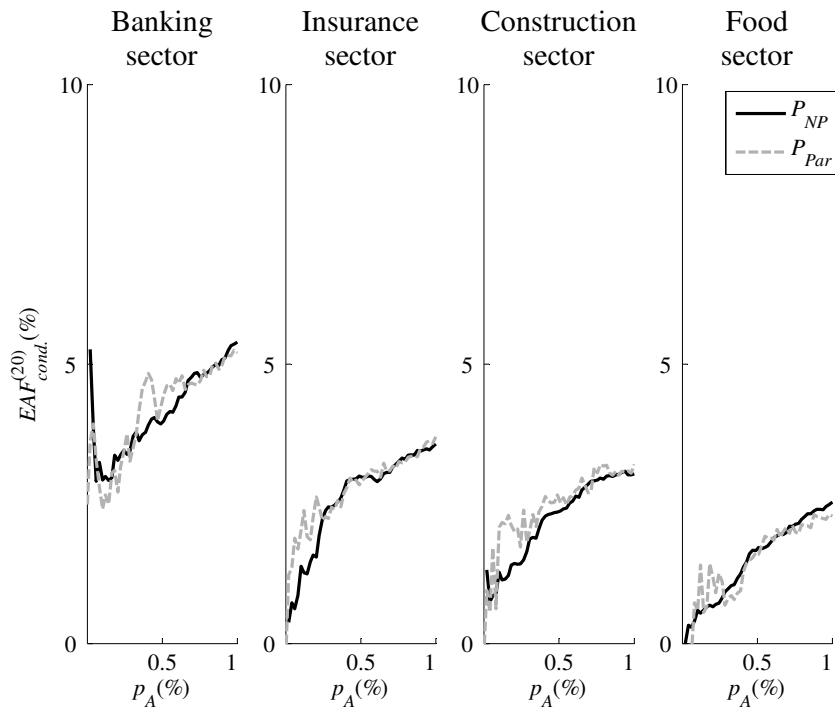 Banking sector
Insurance sector
Construction sector
Food sector
10
10
10
10
P_NP
P_Par
EAF^(20)_cond. (%)
5
5
5
5
0
0
0
0
0.5 1
0.5 1
0.5 1
0.5 1
p_A(%)
p_A(%)
p_A(%)
p_A(%)